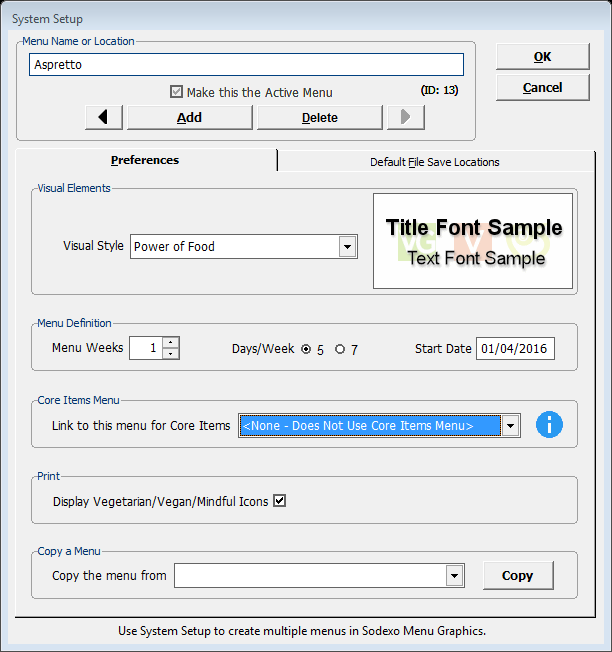 System Setup
Menu Name or Location
Aspretto
OK
Make this the Active Menu
(ID: 13)
Cancel
Add
Delete
Preferences
Default File Save Locations
Visual Elements
Visual Style
Power of Food
VG V
Title Font Sample
Text Font Sample
Menu Definition
Menu Weeks
1
Days/Week
5
7
Start Date
01/04/2016
Core Items Menu
Link to this menu for Core Items
<None - Does Not Use Core Items Menu>
i
Print
Display Vegetarian/Vegan/Mindful Icons
Copy a Menu
Copy the menu from
Copy
Use System Setup to create multiple menus in Sodexo Menu Graphics.